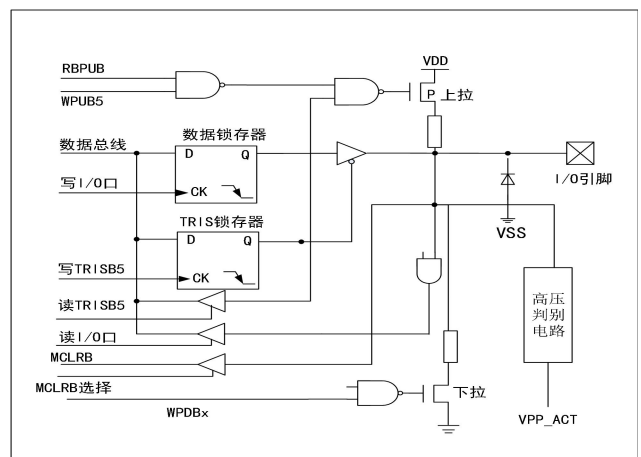 RBPUB
WPUB5
VDD
P 上拉
数据总线
数据锁存器
D
Q
写I/O口
CK
I/O引脚
TRIS锁存器
VSS
D
Q
写TRISB5
CK
读TRISB5
读I/O口
高压
判别
电路
MCLRB
MCLRB选择
下拉
WPDBx
VPP_ACT